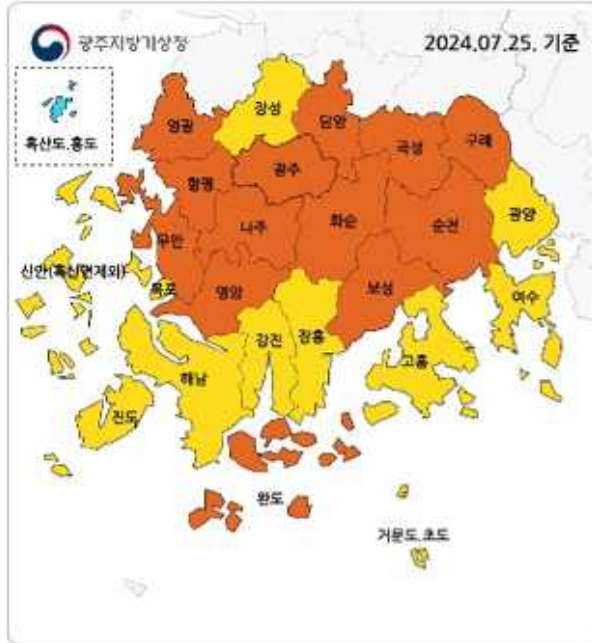 광주지방기상청
2024.07.25. 기준
흑산도.홍도
영광
장성
담양
곡성
구례
함평
광주
광양
무안
나주
화순
순천
신안(흑산면제외)
목포
영암
보성
여수
강진
장흥
고흥
해남
진도
완도
거문도.초도